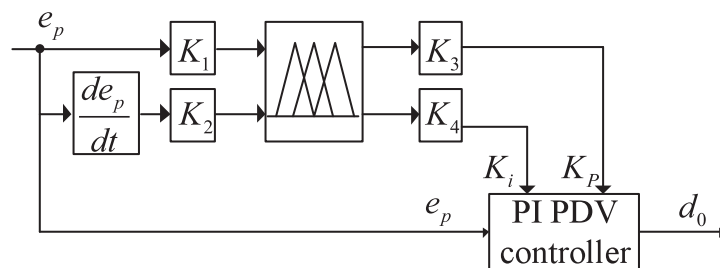 e_p
K_1
K_3
de_p
dt
K_2
K_4
K_i
K_P
e_p
PI PDV
controller
d_0